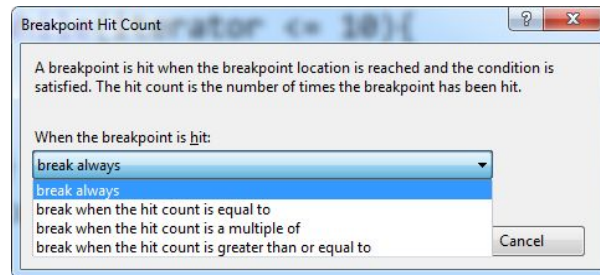 rator <= 10){
Breakpoint Hit Count
A breakpoint is hit when the breakpoint location is reached and the condition is
satisfied. The hit count is the number of times the breakpoint has been hit.
When the breakpoint is hit:
break always
break always
break when the hit count is equal to
break when the hit count is a multiple of
break when the hit count is greater than or equal to
Cancel